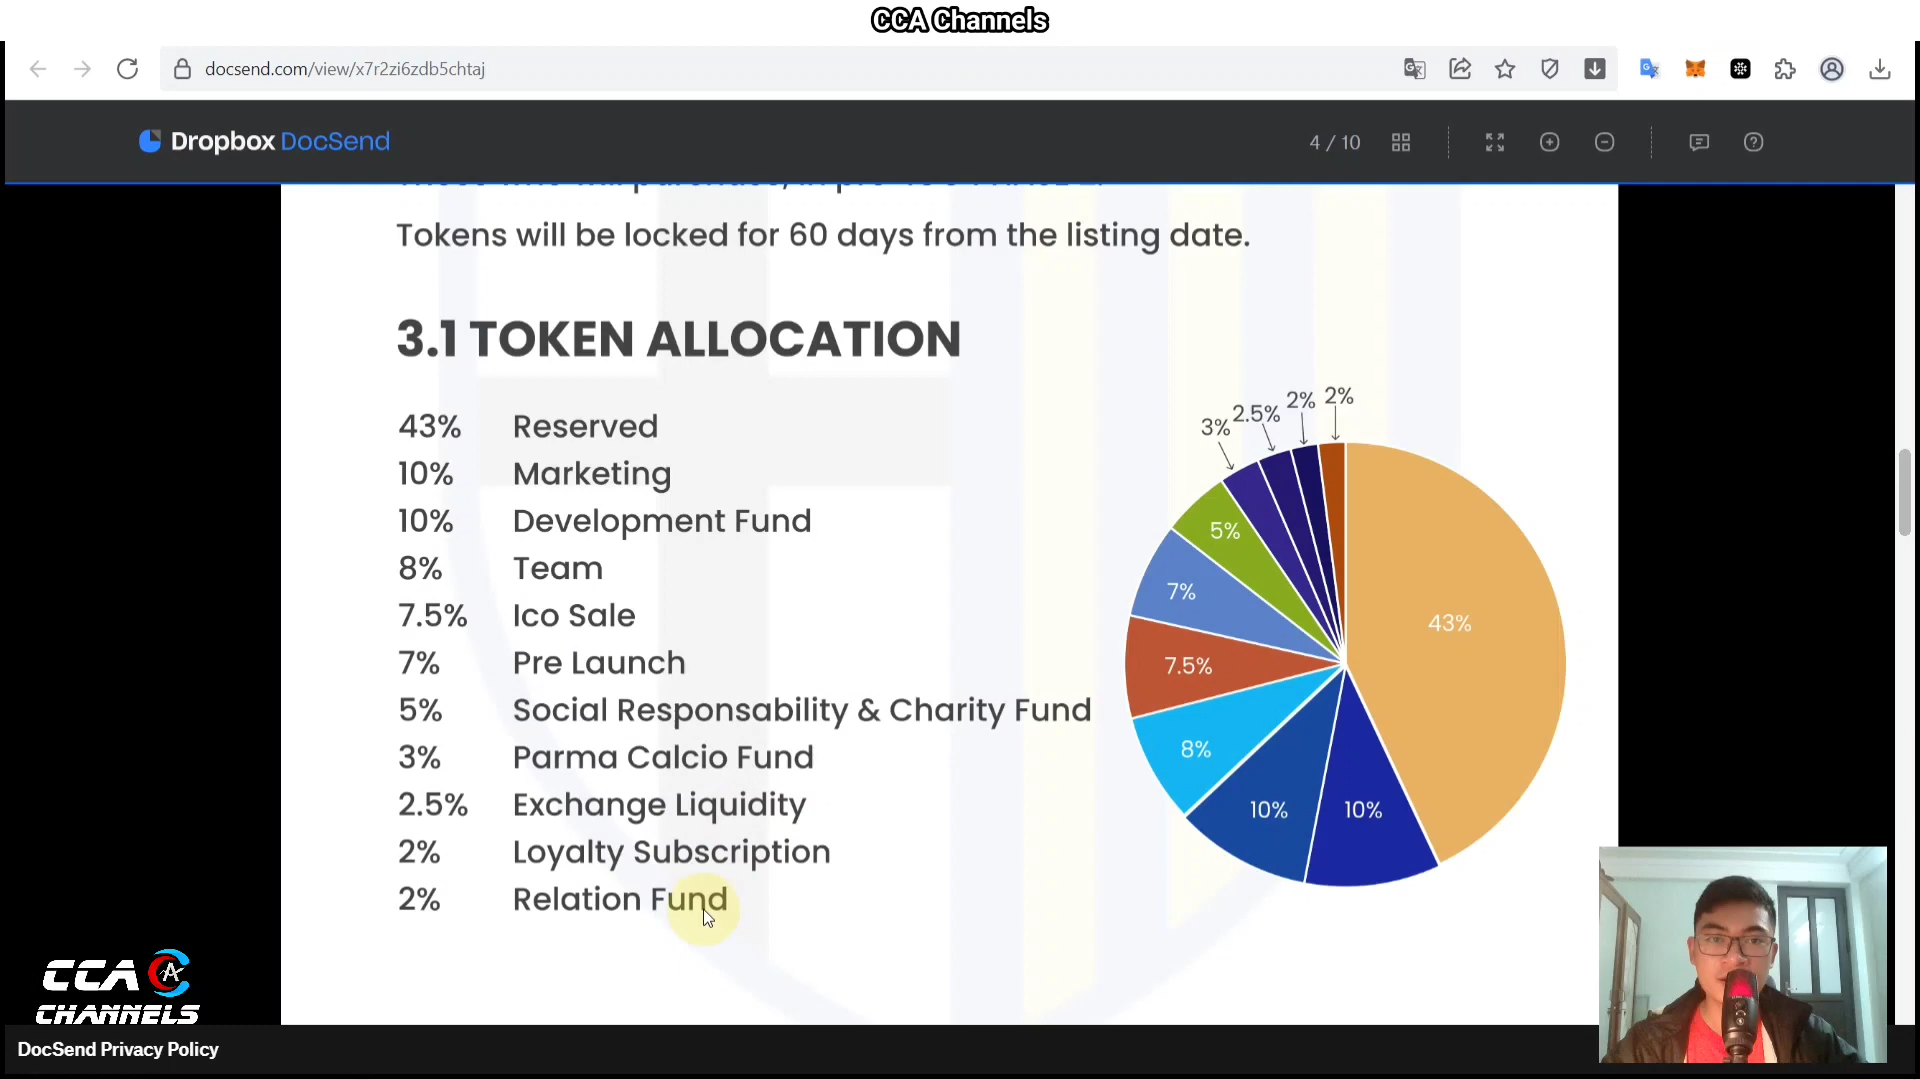 CCA Channels
docsend.com/view/x7r2zi6zdb5chtaj
Dropbox DocSend
4 / 10
Tokens will be locked for 60 days from the listing date.
3.1 TOKEN ALLOCATION
43% Reserved
10% Marketing
10% Development Fund
8% Team
7.5% Ico Sale
7% Pre Launch
5% Social Responsability & Charity Fund
3% Parma Calcio Fund
2.5% Exchange Liquidity
2% Loyalty Subscription
2% Relation Fund
3% 2.5% 2% 2%
5%
7%
43%
7.5%
8%
10% 10%
CCA
CHANNELS
DocSend Privacy Policy